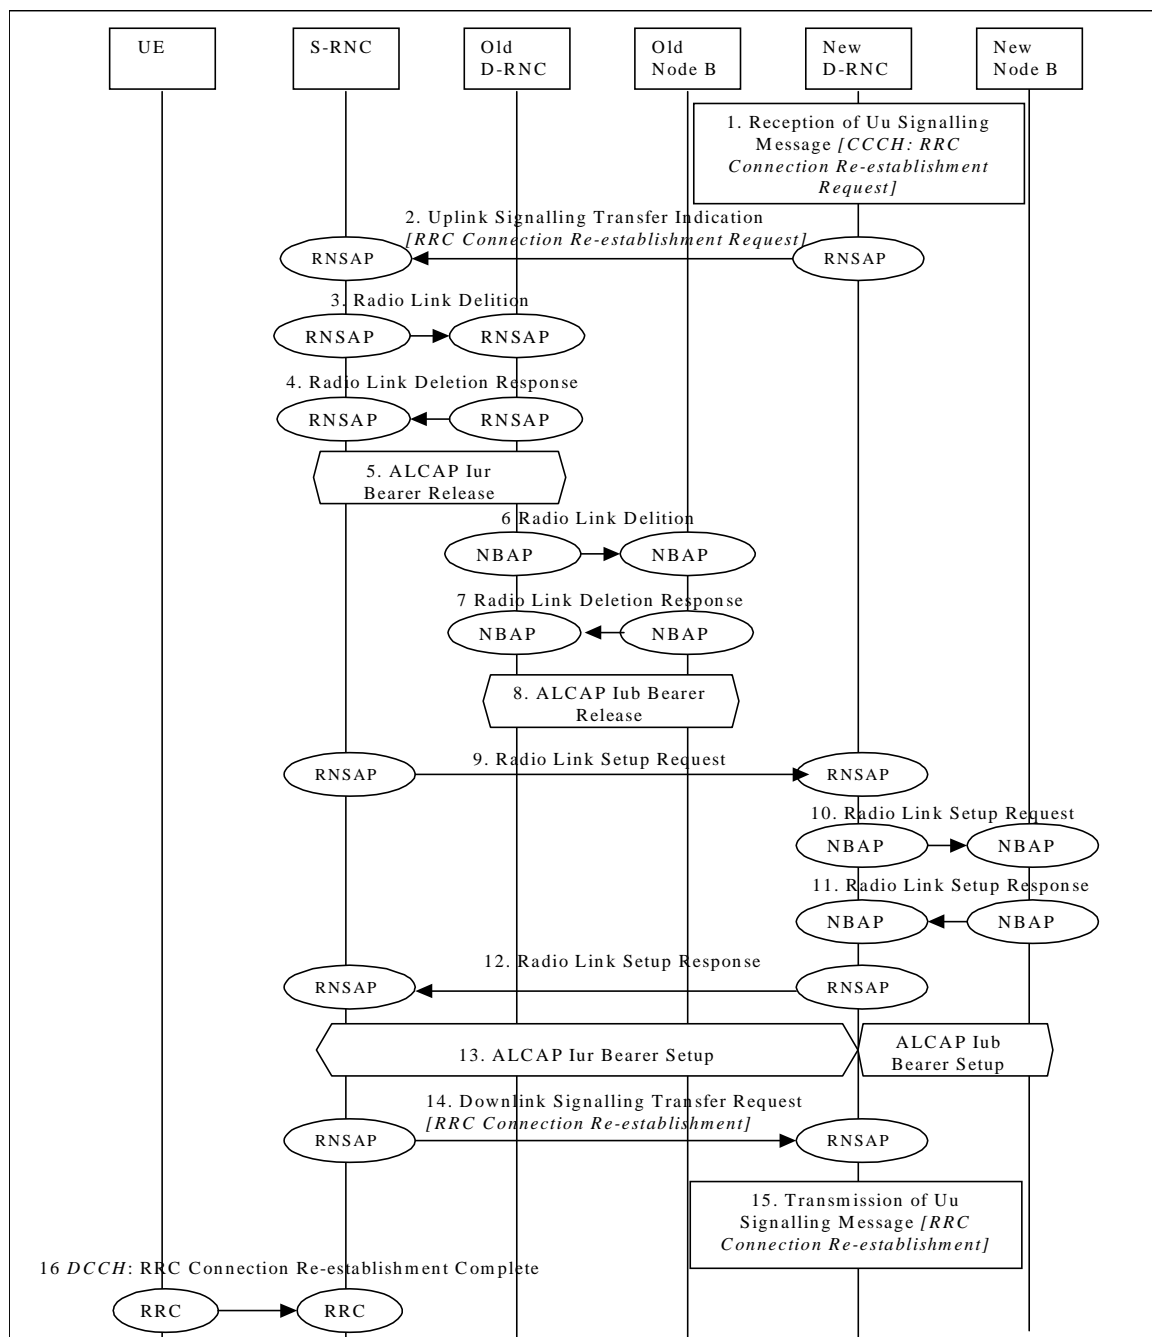 UE
S-RNC
Old
D-RNC
Old
Node B
New
D-RNC
New
Node B
1. Reception of Uu Signalling
Message [CCCH: RRC
Connection Re-establishment
Request]
2. Uplink Signalling Transfer Indication
[RRC Connection Re-establishment Request]
RNSAP
RNSAP
3. Radio Link Delition
RNSAP
RNSAP
4. Radio Link Deletion Response
RNSAP
RNSAP
5. ALCAP Iur
Bearer Release
6 Radio Link Delition
NBAP
NBAP
7 Radio Link Deletion Response
NBAP
NBAP
8. ALCAP Iub Bearer
Release
9. Radio Link Setup Request
RNSAP
RNSAP
10. Radio Link Setup Request
NBAP
NBAP
11. Radio Link Setup Response
NBAP
NBAP
12. Radio Link Setup Response
RNSAP
RNSAP
13. ALCAP Iur Bearer Setup
ALCAP Iub
Bearer Setup
14. Downlink Signalling Transfer Request
[RRC Connection Re-establishment]
RNSAP
RNSAP
15. Transmission of Uu
Signalling Message [RRC
Connection Re-establishment]
16 DCCH: RRC Connection Re-establishment Complete
RRC
RRC